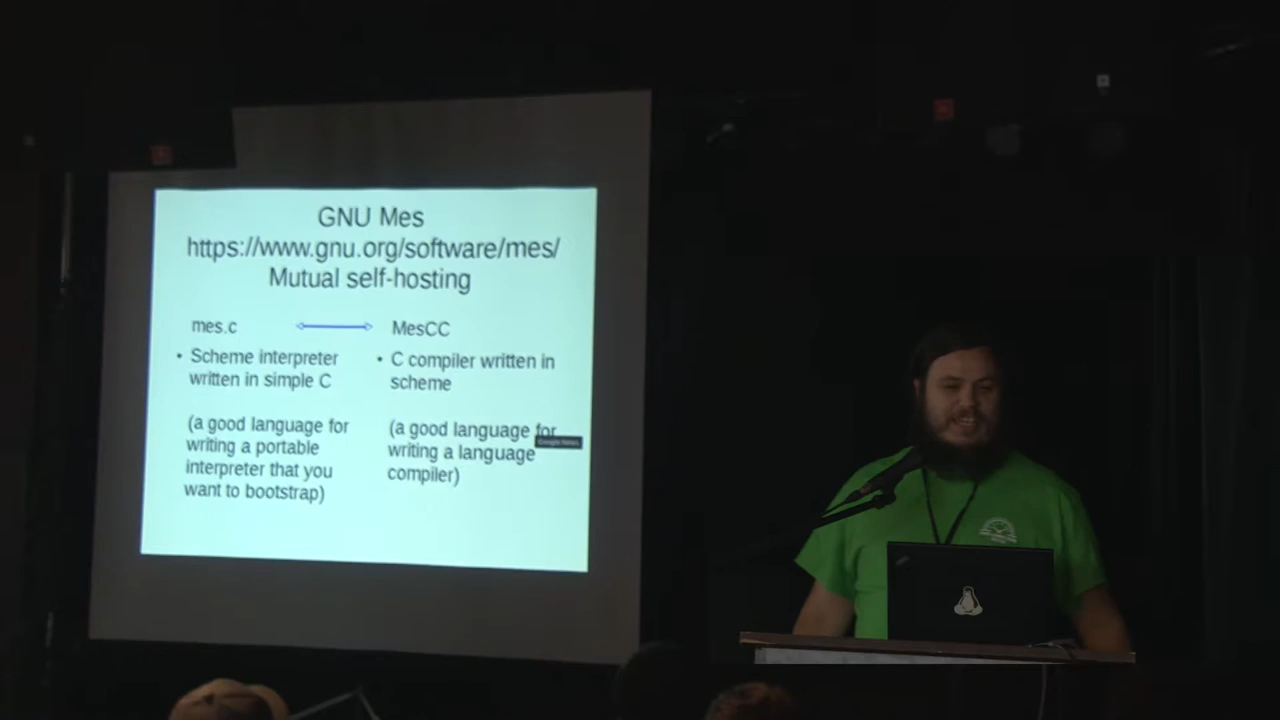 GNU Mes
https://www.gnu.org/software/mes/
Mutual self-hosting
mes.c
MesCC
• Scheme interpreter
written in simple C
(a good language for
writing a portable
interpreter that you
want to bootstrap)
• C compiler written in
scheme
(a good language for
writing a language
compiler)
Google News